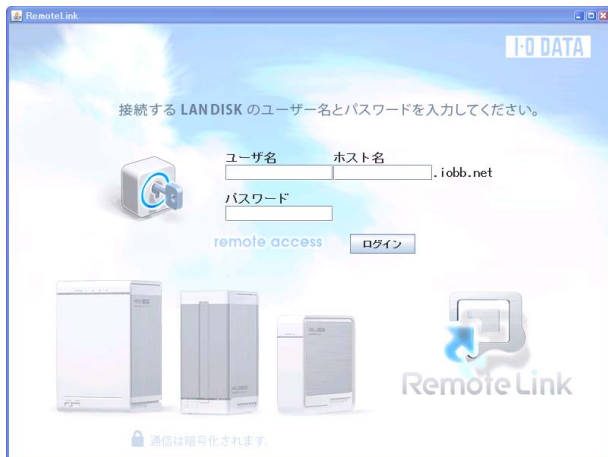 RemoteLink
I-O DATA
接続する LAN DISK のユーザー名とパスワードを入力してください。
ユーザ名 ホスト名
.iobb.net
パスワード
remote access ログイン
RemoteLink
通信は暗号化されます.